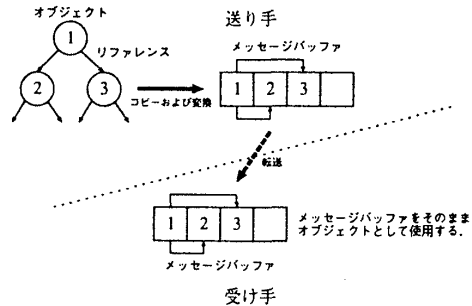 オブジェクト
送り手
1
リファレンス
メッセージバッファ
2
3
1 2 3
コピーおよび変換
転送
1 2 3
メッセージバッファをそのまま
オブジェクトとして使用する.
メッセージバッファ
受け手